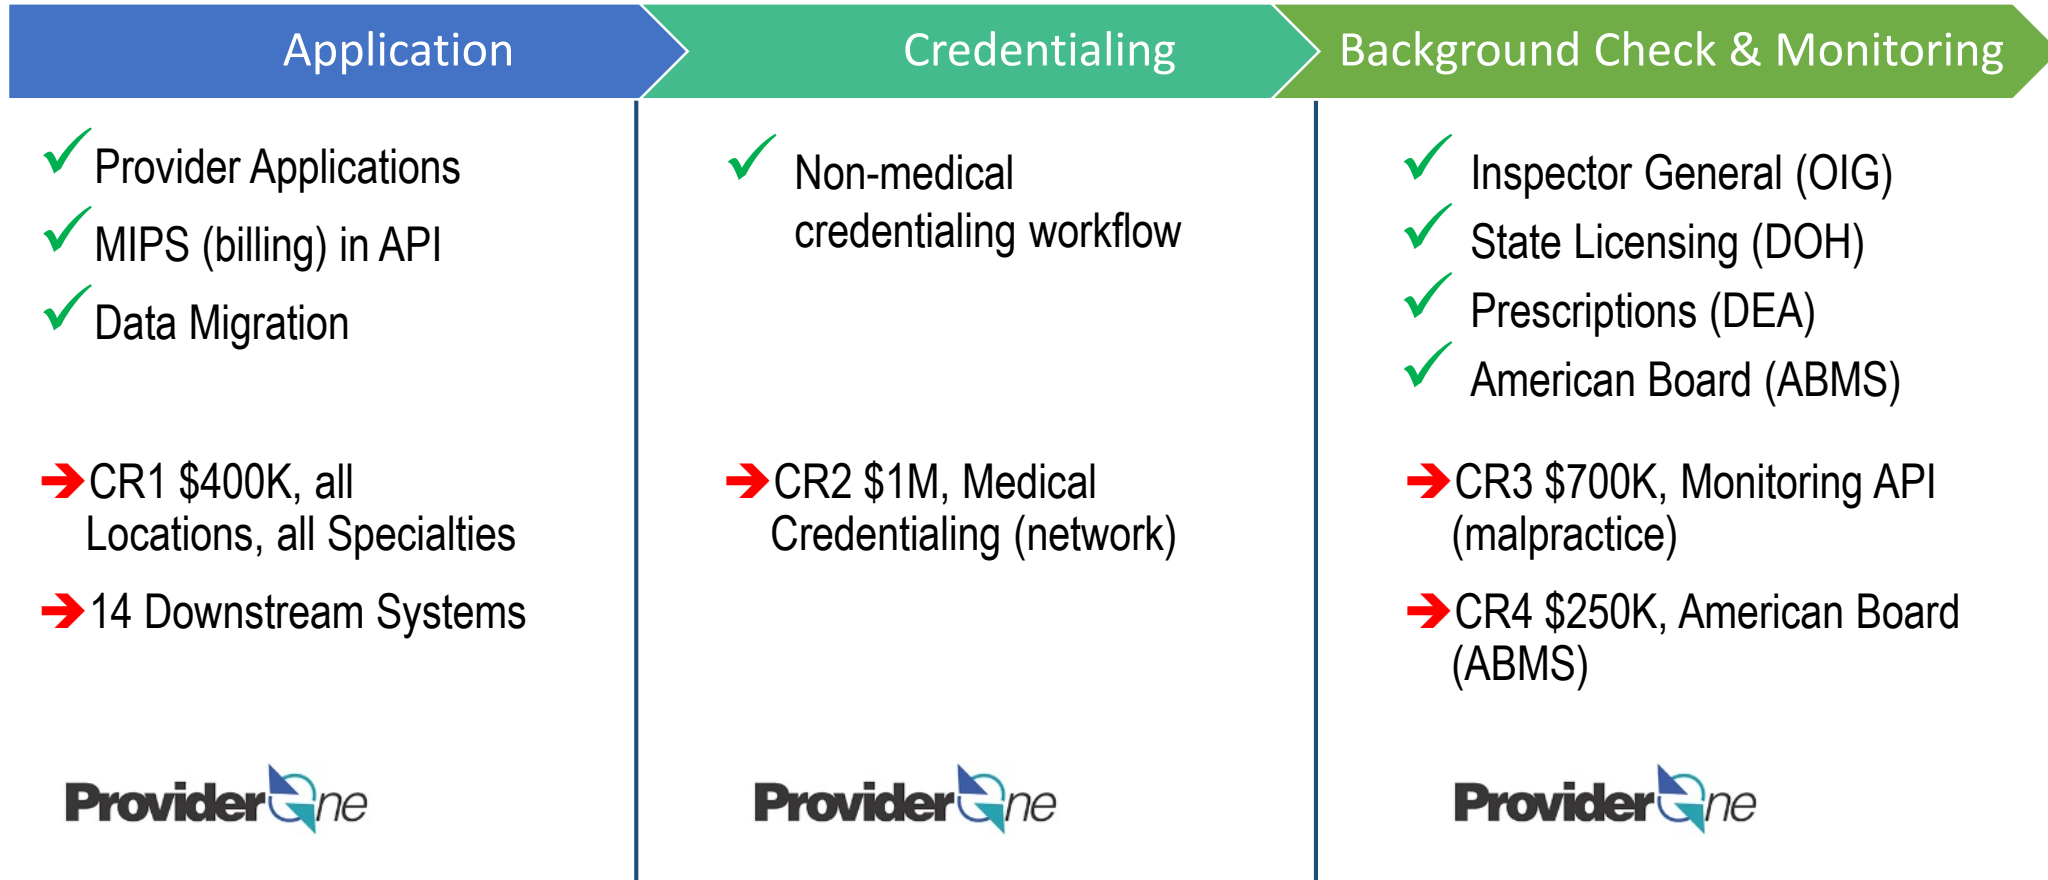 Application
Credentialing
Background Check & Monitoring
Provider Applications
MIPS (billing) in API
Data Migration
CR1 $400K, all
Locations, all Specialties
14 Downstream Systems
ProviderOne
Non-medical
credentialing workflow
CR2 $1M, Medical
Credentialing (network)
ProviderOne
Inspector General (OIG)
State Licensing (DOH)
Prescriptions (DEA)
American Board (ABMS)
CR3 $700K, Monitoring API
(malpractice)
CR4 $250K, American Board
(ABMS)
ProviderOne